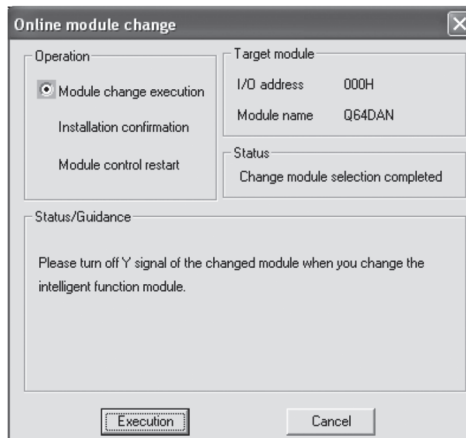 Online module change
Operation
Module change execution
Installation confirmation
Module control restart
Target module
I/O address 000H
Module name Q64DAN
Status
Change module selection completed
Status/Guidance
Please turn off Y signal of the changed module when you change the
intelligent function module.
Execution
Cancel